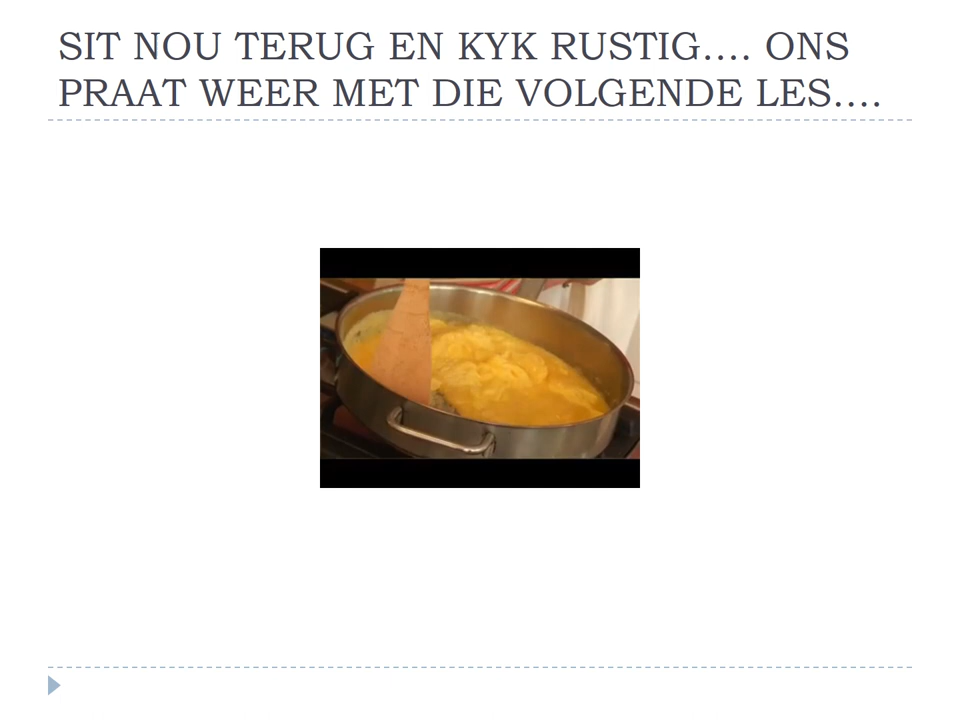 SIT NOU TERUG EN KYK RUSTIG…. ONS
PRAAT WEER MET DIE VOLGENDE LES….